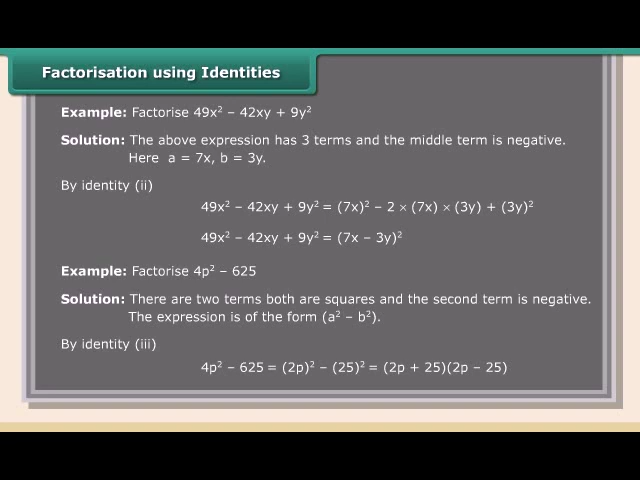 Factorisation using Identities
Example: Factorise 49x² – 42xy + 9y²
Solution: The above expression has 3 terms and the middle term is negative.
Here a = 7x, b = 3y.
By identity (ii)
49x² – 42xy + 9y² = (7x)² – 2 × (7x) × (3y) + (3y)²
49x² – 42xy + 9y² = (7x – 3y)²
Example: Factorise 4p² – 625
Solution: There are two terms both are squares and the second term is negative.
The expression is of the form (a² – b²).
By identity (iii)
4p² – 625 = (2p)² – (25)² = (2p + 25)(2p – 25)